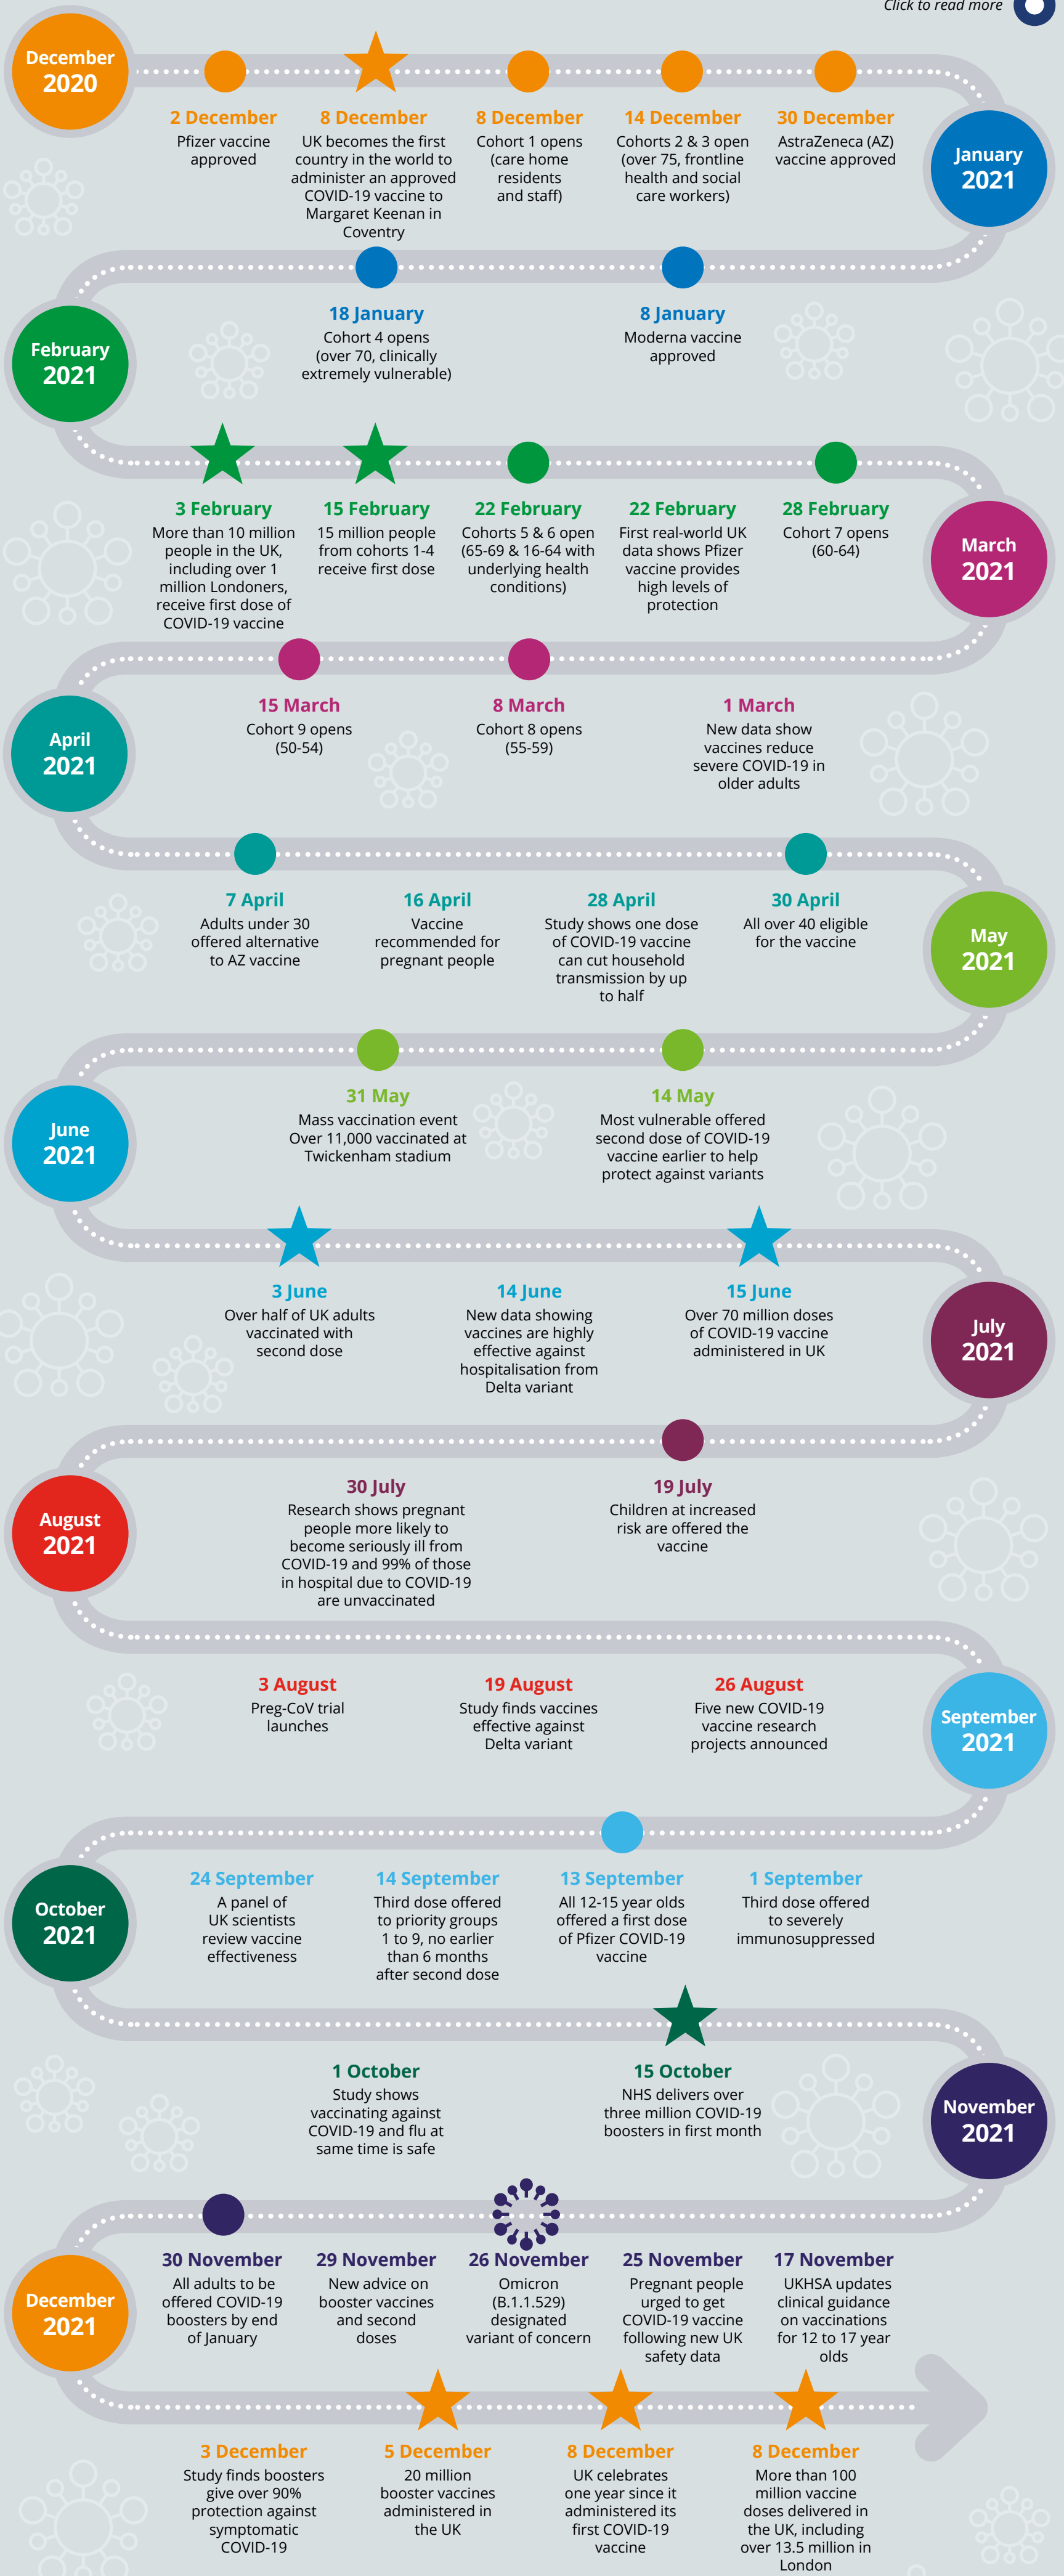 Click to read more
December
2020
2 December
Pfizer vaccine
approved
8 December
UK becomes the first
country in the world to
administer an approved
COVID-19 vaccine to
Margaret Keenan in
Coventry
8 December
Cohort 1 opens
(care home
residents
and staff)
14 December
Cohorts 2 & 3 open
(over 75, frontline
health and social
care workers)
30 December
AstraZeneca (AZ)
vaccine approved
January
2021
18 January
Cohort 4 opens
(over 70, clinically
extremely vulnerable)
8 January
Moderna vaccine
approved
February
2021
3 February
More than 10 million
people in the UK,
including over 1
million Londoners,
receive first dose of
COVID-19 vaccine
15 February
15 million people
from cohorts 1-4
receive first dose
22 February
Cohorts 5 & 6 open
(65-69 & 16-64 with
underlying health
conditions)
22 February
First real-world UK
data shows Pfizer
vaccine provides
high levels of
protection
28 February
Cohort 7 opens
(60-64)
March
2021
15 March
Cohort 9 opens
(50-54)
8 March
Cohort 8 opens
(55-59)
1 March
New data show
vaccines reduce
severe COVID-19 in
older adults
April
2021
7 April
Adults under 30
offered alternative
to AZ vaccine
16 April
Vaccine
recommended for
pregnant people
28 April
Study shows one dose
of COVID-19 vaccine
can cut household
transmission by up
to half
30 April
All over 40 eligible
for the vaccine
May
2021
31 May
Mass vaccination event
Over 11,000 vaccinated at
Twickenham stadium
14 May
Most vulnerable offered
second dose of COVID-19
vaccine earlier to help
protect against variants
June
2021
3 June
Over half of UK adults
vaccinated with
second dose
14 June
New data showing
vaccines are highly
effective against
hospitalisation from
Delta variant
15 June
Over 70 million doses
of COVID-19 vaccine
administered in UK
July
2021
30 July
Research shows pregnant
people more likely to
become seriously ill from
COVID-19 and 99% of those
in hospital due to COVID-19
are unvaccinated
19 July
Children at increased
risk are offered the
vaccine
August
2021
3 August
Preg-CoV trial
launches
19 August
Study finds vaccines
effective against
Delta variant
26 August
Five new COVID-19
vaccine research
projects announced
September
2021
24 September
A panel of
UK scientists
review vaccine
effectiveness
14 September
Third dose offered
to priority groups
1 to 9, no earlier
than 6 months
after second dose
13 September
All 12-15 year olds
offered a first dose
of Pfizer COVID-19
vaccine
1 September
Third dose offered
to severely
immunosuppressed
October
2021
1 October
Study shows
vaccinating against
COVID-19 and flu at
same time is safe
15 October
NHS delivers over
three million COVID-19
boosters in first month
November
2021
30 November
All adults to be
offered COVID-19
boosters by end
of January
29 November
New advice on
booster vaccines
and second
doses
26 November
Omicron
(B.1.1.529)
designated
variant of concern
25 November
Pregnant people
urged to get
COVID-19 vaccine
following new UK
safety data
17 November
UKHSA updates
clinical guidance
on vaccinations
for 12 to 17 year
olds
December
2021
3 December
Study finds boosters
give over 90%
protection against
symptomatic
COVID-19
5 December
20 million
booster vaccines
administered in
the UK
8 December
UK celebrates
one year since it
administered its
first COVID-19
vaccine
8 December
More than 100
million vaccine
doses delivered in
the UK, including
over 13.5 million in
London